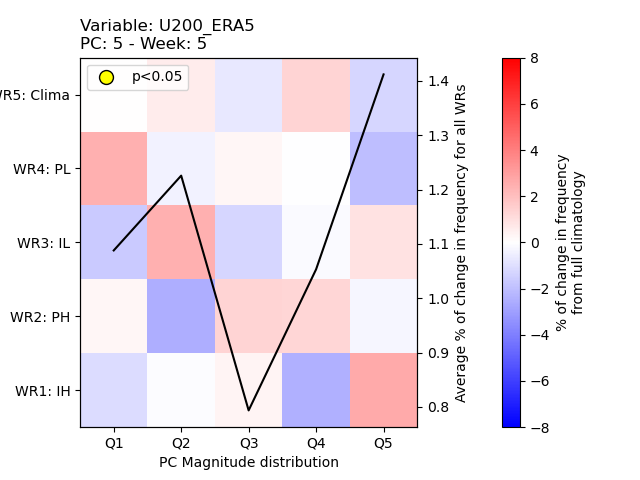 Variable: U200_ERA5
PC: 5 - Week: 5
p<0.05
WR5: Clima
WR4: PL
WR3: IL
WR2: PH
WR1: IH
Q1 Q2 Q3 Q4 Q5
PC Magnitude distribution
1.4
1.3
1.2
1.1
1.0
0.9
0.8
Average % of change in frequency for all WRs
8
6
4
2
0
−2
−4
−6
−8
% of change in frequency
from full climatology